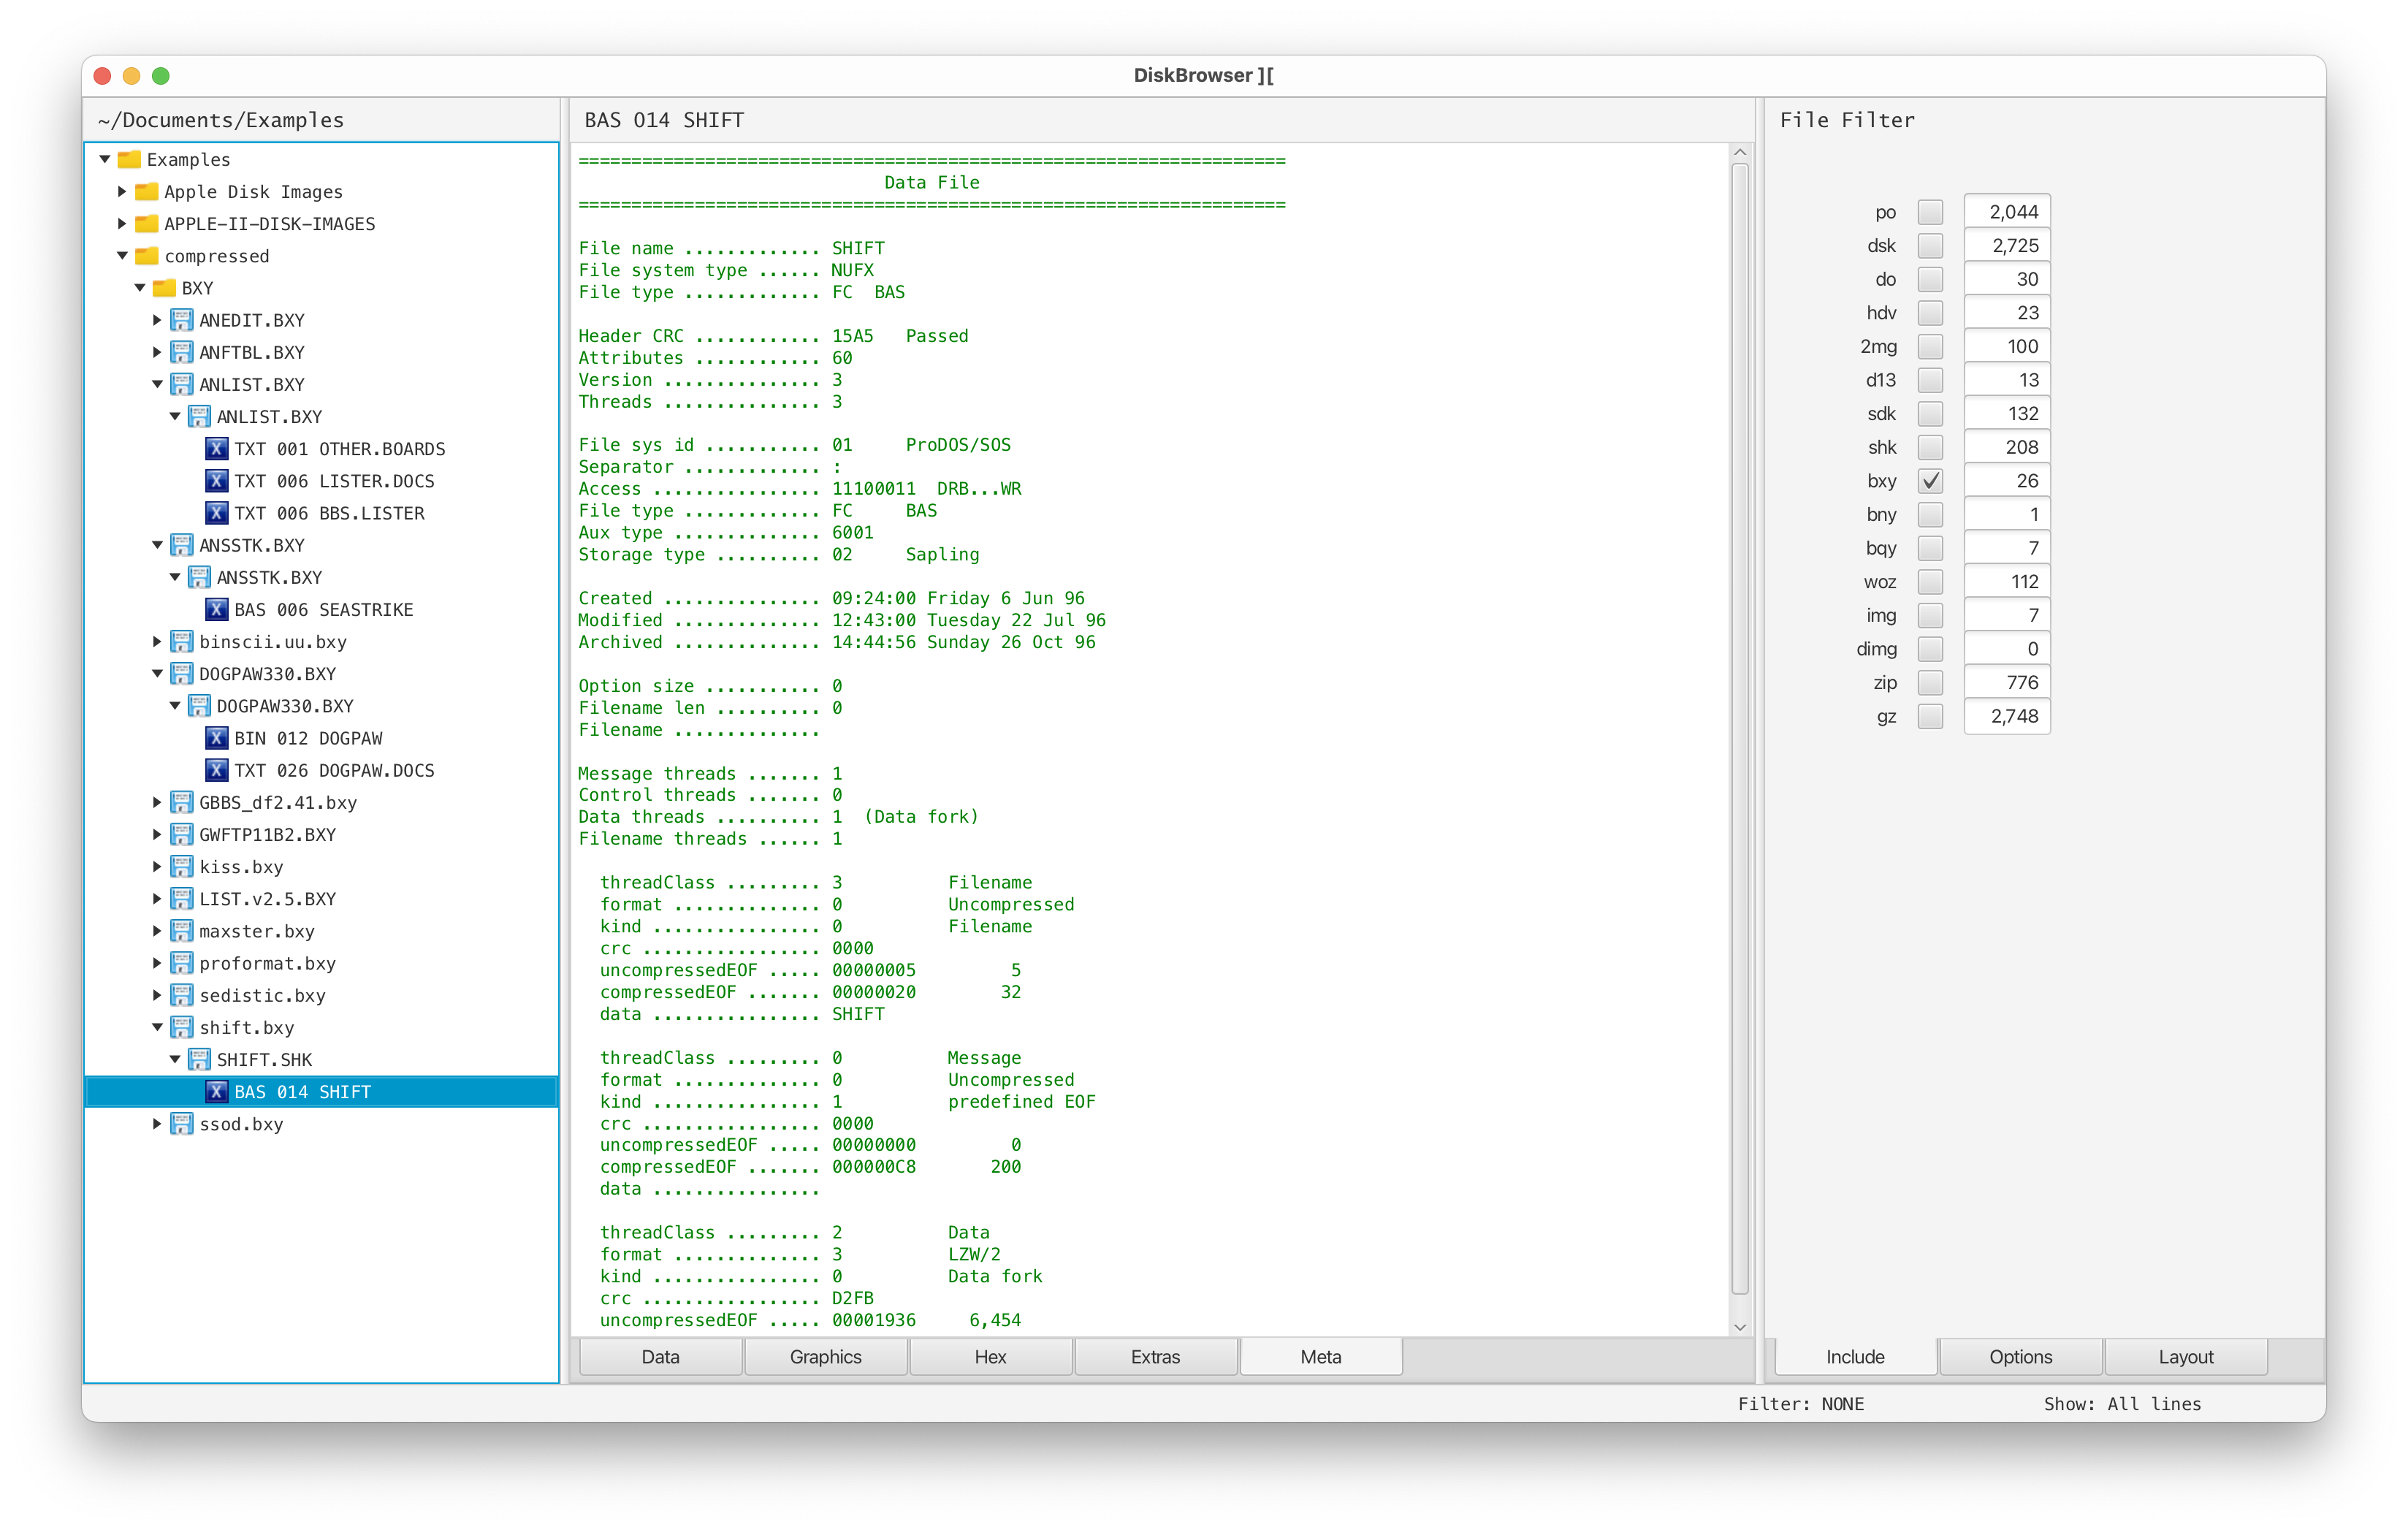 DiskBrowser ][
~/Documents/Examples
Examples
Apple Disk Images
APPLE-II-DISK-IMAGES
compressed
BXY
ANEDIT.BXY
ANFTBL.BXY
ANLIST.BXY
ANLIST.BXY
TXT 001 OTHER.BOARDS
TXT 006 LISTER.DOCS
TXT 006 BBS.LISTER
ANSSTK.BXY
ANSSTK.BXY
BAS 006 SEASTRIKE
binscii.uu.bxy
DOGPAW330.BXY
DOGPAW330.BXY
BIN 012 DOGPAW
TXT 026 DOGPAW.DOCS
GBBS_df2.41.bxy
GWFTP11B2.BXY
kiss.bxy
LIST.v2.5.BXY
maxster.bxy
proformat.bxy
sedistic.bxy
shift.bxy
SHIFT.SHK
BAS 014 SHIFT
ssod.bxy
BAS 014 SHIFT
===================================================================
Data File
===================================================================
File name ............. SHIFT
File system type ...... NUFX
File type ............. FC  BAS
Header CRC ............ 15A5   Passed
Attributes ............ 60
Version ............... 3
Threads ............... 3
File sys id ........... 01     ProDOS/SOS
Separator ............. :
Access ................ 11100011  DRB...WR
File type ............. FC     BAS
Aux type .............. 6001
Storage type .......... 02     Sapling
Created ............... 09:24:00 Friday 6 Jun 96
Modified .............. 12:43:00 Tuesday 22 Jul 96
Archived .............. 14:44:56 Sunday 26 Oct 96
Option size ........... 0
Filename len .......... 0
Filename ..............
Message threads ....... 1
Control threads ....... 0
Data threads .......... 1  (Data fork)
Filename threads ...... 1
threadClass ......... 3          Filename
format .............. 0          Uncompressed
kind ................ 0          Filename
crc ................. 0000
uncompressedEOF ..... 00000005         5
compressedEOF ....... 00000020        32
data ................ SHIFT
threadClass ......... 0          Message
format .............. 0          Uncompressed
kind ................ 1          predefined EOF
crc ................. 0000
uncompressedEOF ..... 00000000         0
compressedEOF ....... 000000C8       200
data ................
threadClass ......... 2          Data
format .............. 3          LZW/2
kind ................ 0          Data fork
crc ................. D2FB
uncompressedEOF ..... 00001936     6,454
Data Graphics Hex Extras Meta
File Filter
po 2,044
dsk 2,725
do 30
hdv 23
2mg 100
d13 13
sdk 132
shk 208
bxy 26
bny 1
bqy 7
woz 112
img 7
dimg 0
zip 776
gz 2,748
Include Options Layout
Filter: NONE Show: All lines